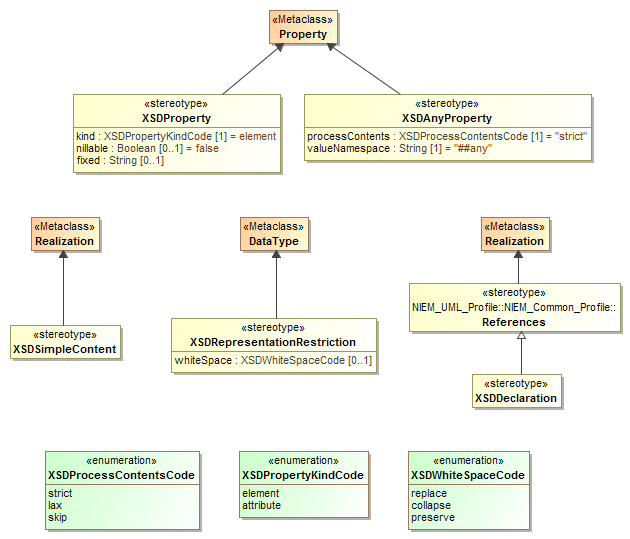 «Metaclass»
Property
«stereotype»
XSDProperty
kind : XSDPropertyKindCode [1] = element
nillable : Boolean [0..1] = false
fixed : String [0..1]
«stereotype»
XSDAnyProperty
processContents : XSDProcessContentsCode [1] = "strict"
valueNamespace : String [1] = "##any"
«Metaclass»
Realization
«Metaclass»
DataType
«Metaclass»
Realization
«stereotype»
XSDSimpleContent
«stereotype»
XSDRepresentationRestriction
whiteSpace : XSDWhiteSpaceCode [0..1]
«stereotype»
NIEM_UML_Profile::NIEM_Common_Profile::
References
«stereotype»
XSDDeclaration
«enumeration»
XSDProcessContentsCode
strict
lax
skip
«enumeration»
XSDPropertyKindCode
element
attribute
«enumeration»
XSDWhiteSpaceCode
replace
collapse
preserve